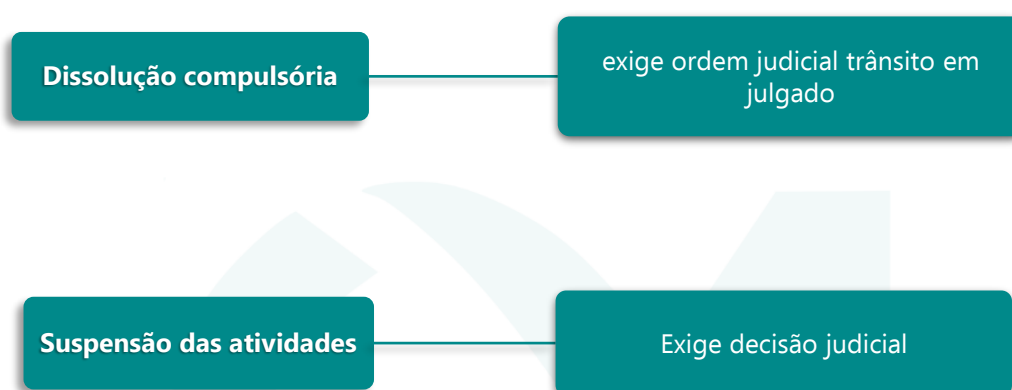 Dissolução compulsória
exige ordem judicial trânsito em
julgado
Suspensão das atividades
Exige decisão judicial